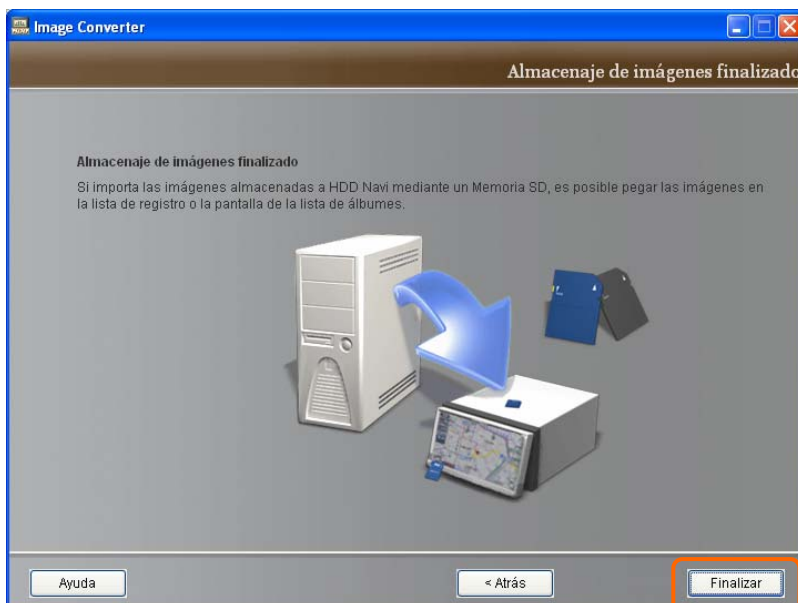 Image Converter
Almacenaje de imágenes finalizado
Almacenaje de imágenes finalizado
Si importa las imágenes almacenadas a HDD Navi mediante un Memoria SD, es posible pegar las imágenes en
la lista de registro o la pantalla de la lista de álbumes.
Ayuda
< Atrás
Finalizar